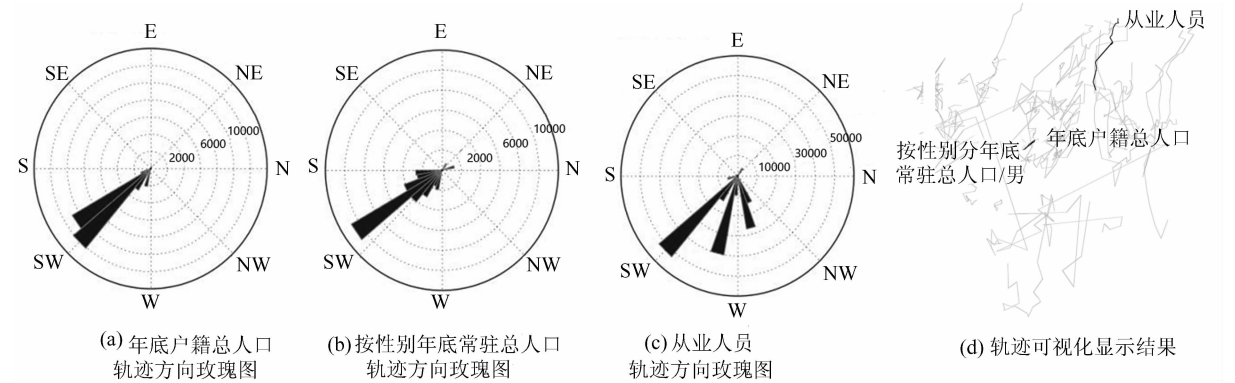 E
SE
NE
10000
6000
2000
S
N
SW
NW
W
(a) 年底户籍总人口
轨迹方向玫瑰图
E
SE
NE
10000
6000
2000
S
N
SW
NW
W
(b) 按性别年底常驻总人口
轨迹方向玫瑰图
E
SE
NE
50000
30000
10000
S
N
SW
NW
W
(c) 从业人员
轨迹方向玫瑰图
从业人员
年底户籍总人口
按性别分年底
常驻总人口/男
(d) 轨迹可视化显示结果